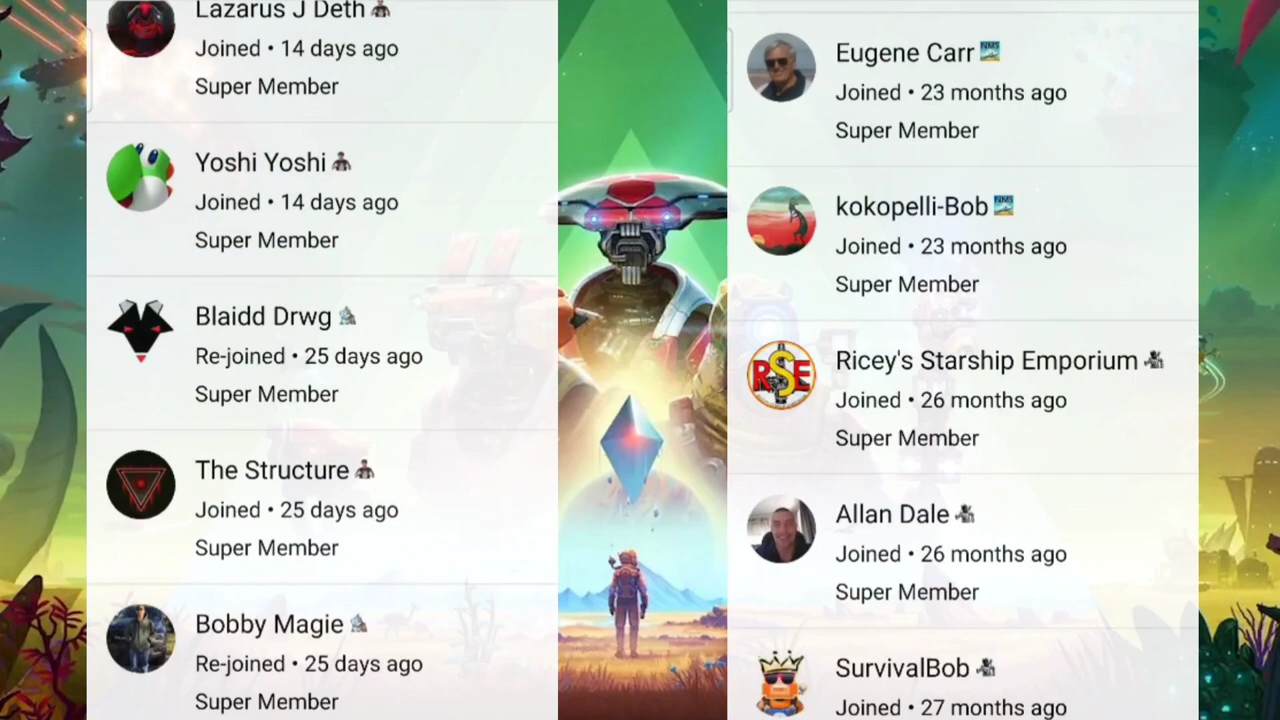 Lazarus J Deth
Joined • 14 days ago
Super Member
Yoshi Yoshi
Joined • 14 days ago
Super Member
Blaidd Drwg
Re-joined • 25 days ago
Super Member
The Structure
Joined • 25 days ago
Super Member
Bobby Magie
Re-joined • 25 days ago
Super Member
Eugene Carr NMS
Joined • 23 months ago
Super Member
kokopelli-Bob NMS
Joined • 23 months ago
Super Member
RSE
Ricey's Starship Emporium
Joined • 26 months ago
Super Member
Allan Dale
Joined • 26 months ago
Super Member
SurvivalBob
Joined • 27 months ago